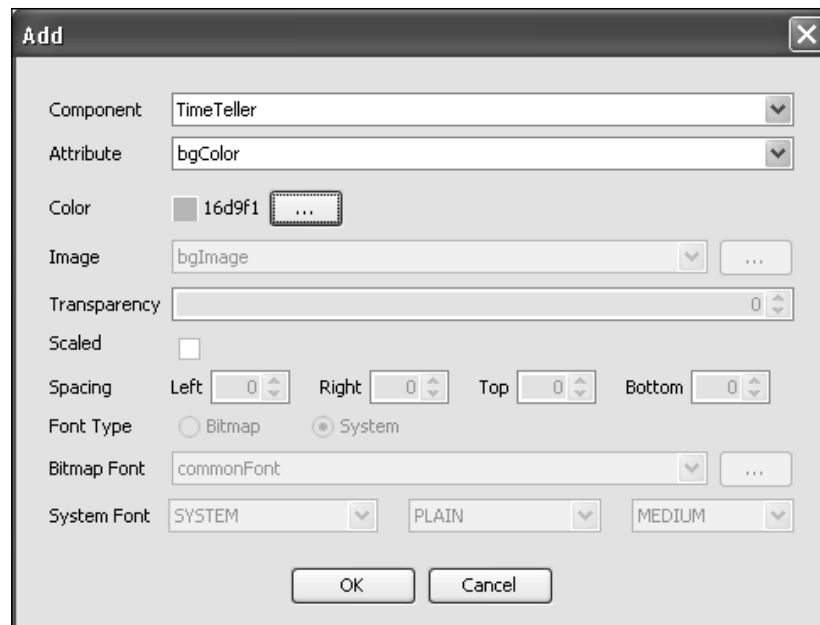 Add
Component TimeTeller
Attribute bgColor
Color 16d9f1 ...
Image bgImage ...
Transparency 0
Scaled
Spacing Left 0 Right 0 Top 0 Bottom 0
Font Type Bitmap System
Bitmap Font commonFont ...
System Font SYSTEM PLAIN MEDIUM
OK Cancel